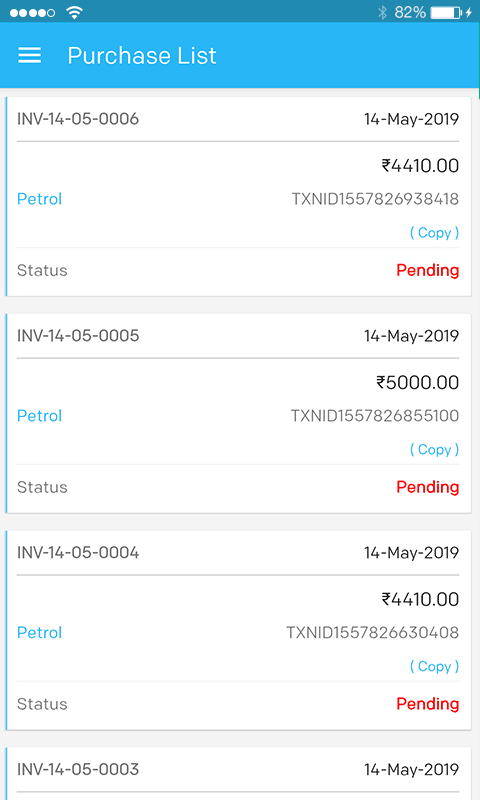 82%
Purchase List
INV-14-05-0006 14-May-2019
₹4410.00
Petrol TXNID1557826938418
( Copy )
Status Pending
INV-14-05-0005 14-May-2019
₹5000.00
Petrol TXNID1557826855100
( Copy )
Status Pending
INV-14-05-0004 14-May-2019
₹4410.00
Petrol TXNID1557826630408
( Copy )
Status Pending
INV-14-05-0003 14-May-2019